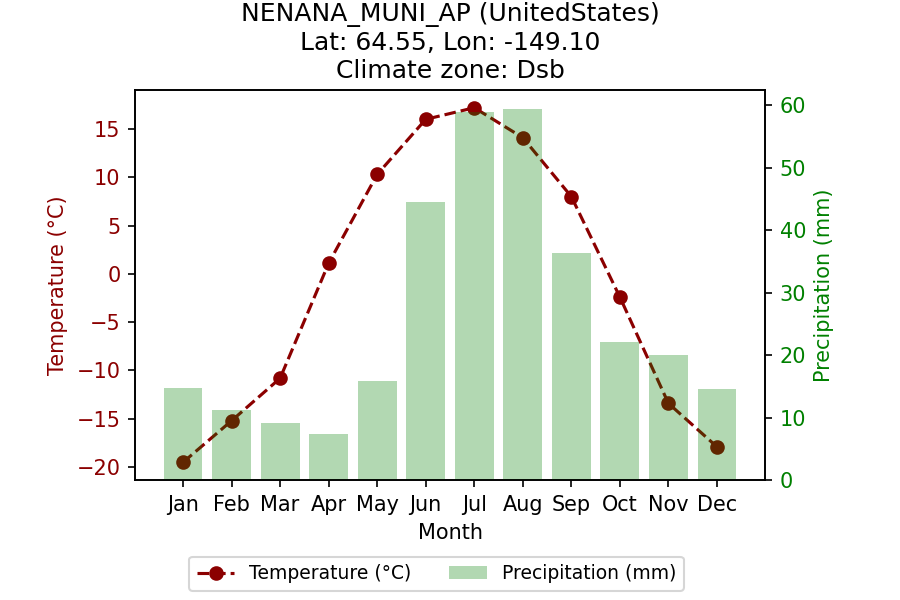 NENANA_MUNI_AP (UnitedStates)
Lat: 64.55, Lon: -149.10
Climate zone: Dsb
Temperature (°C)
15
10
5
0
−5
−10
−15
−20
60
50
40
30
20
10
0
Precipitation (mm)
Jan Feb Mar Apr May Jun Jul Aug Sep Oct Nov Dec
Month
Temperature (°C) Precipitation (mm)